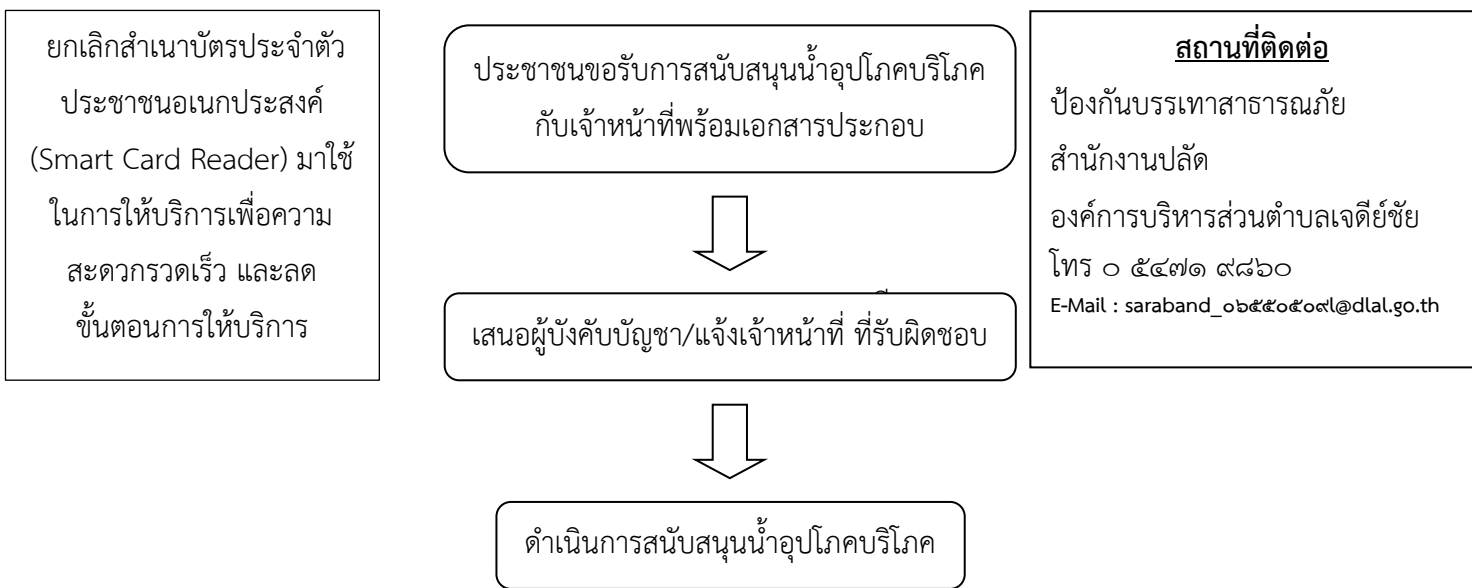 ยกเลิกสำเนาบัตรประจำตัว
ประชาชนอเนกประสงค์
(Smart Card Reader) มาใช้
ในการให้บริการเพื่อความ
สะดวกรวดเร็ว และลด
ขั้นตอนการให้บริการ
ประชาชนขอรับการสนับสนุนน้ำอุปโภคบริโภค
กับเจ้าหน้าที่พร้อมเอกสารประกอบ
เสนอผู้บังคับบัญชา/แจ้งเจ้าหน้าที่ ที่รับผิดชอบ
ดำเนินการสนับสนุนน้ำอุปโภคบริโภค
สถานที่ติดต่อ
ป้องกันบรรเทาสาธารณภัย
สำนักงานปลัด
องค์การบริหารส่วนตำบลเจดีย์ชัย
โทร ๐ ๕๔๗๑ ๙๘๖๐
E-Mail : saraband_๐๖๕๕๐๕๐๙l@dlal.go.th